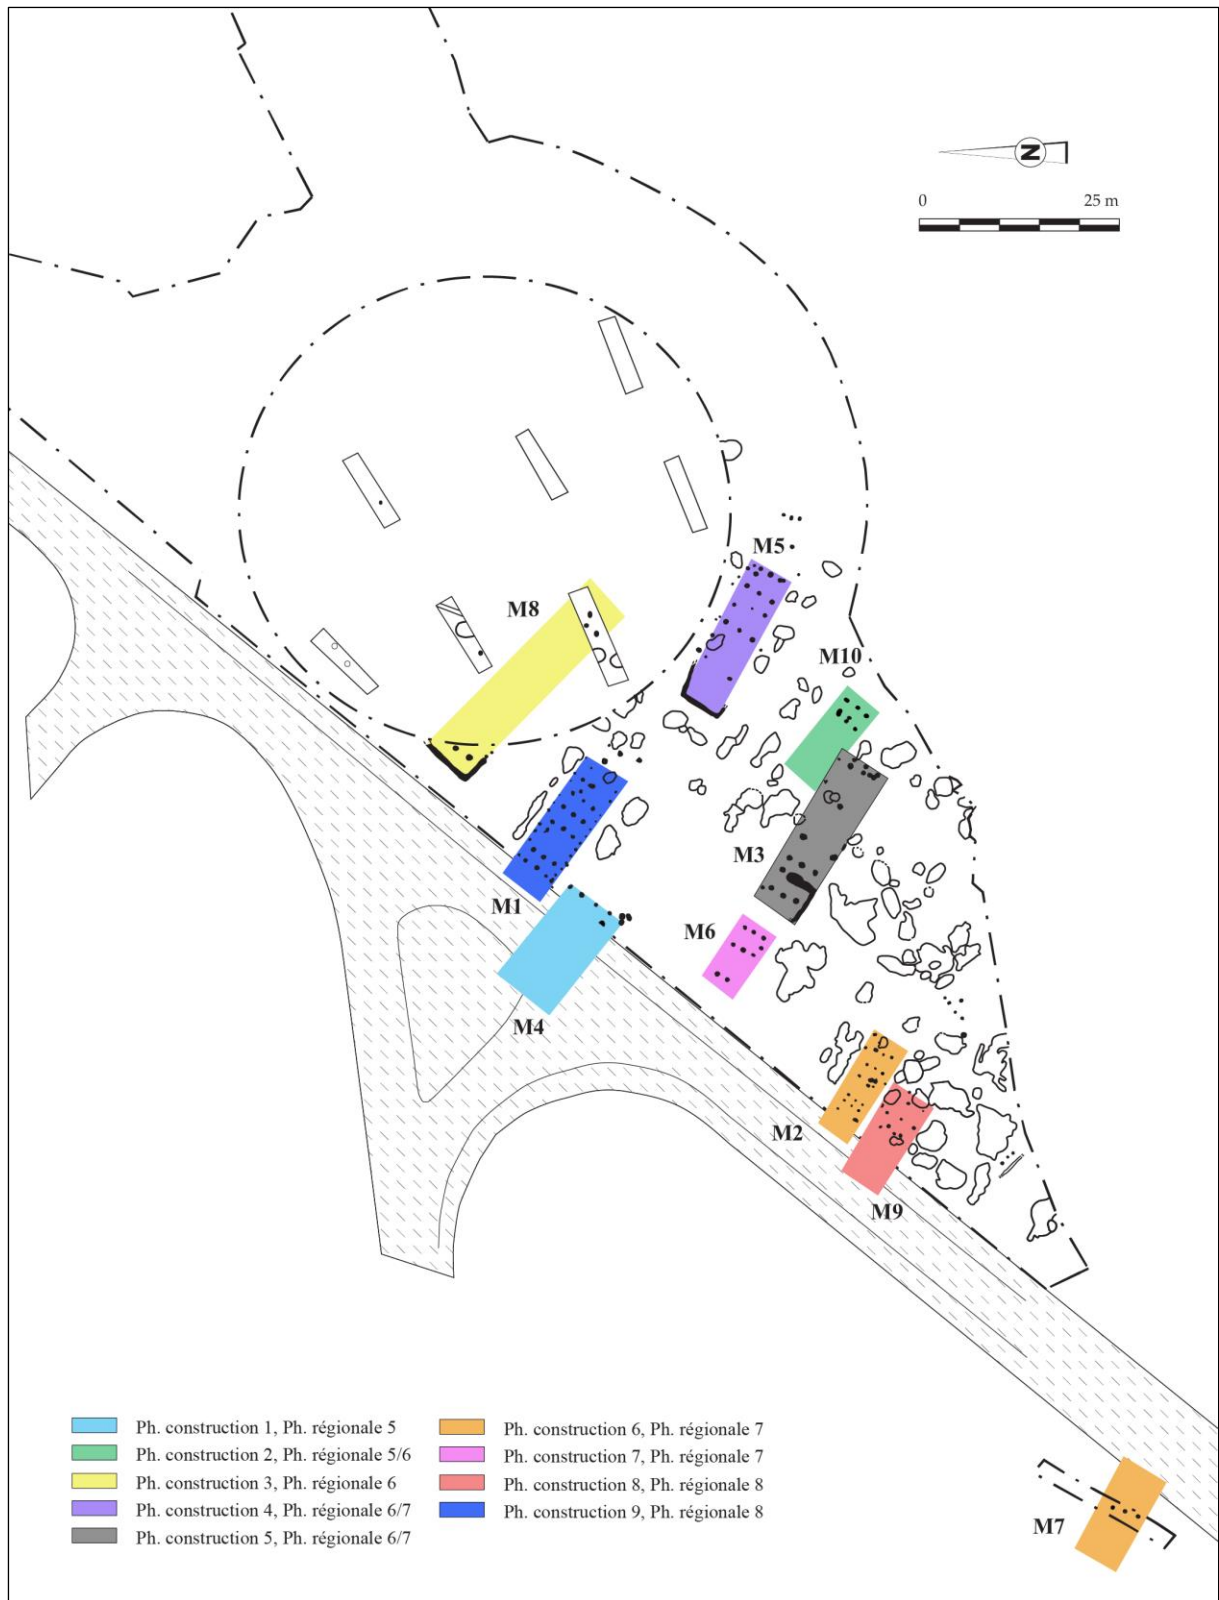 N
0 25 m
M5
M8
M10
M3
M1
M6
M4
M2
M9
M7
Ph. construction 1, Ph. régionale 5
Ph. construction 2, Ph. régionale 5/6
Ph. construction 3, Ph. régionale 6
Ph. construction 4, Ph. régionale 6/7
Ph. construction 5, Ph. régionale 6/7
Ph. construction 6, Ph. régionale 7
Ph. construction 7, Ph. régionale 7
Ph. construction 8, Ph. régionale 8
Ph. construction 9, Ph. régionale 8